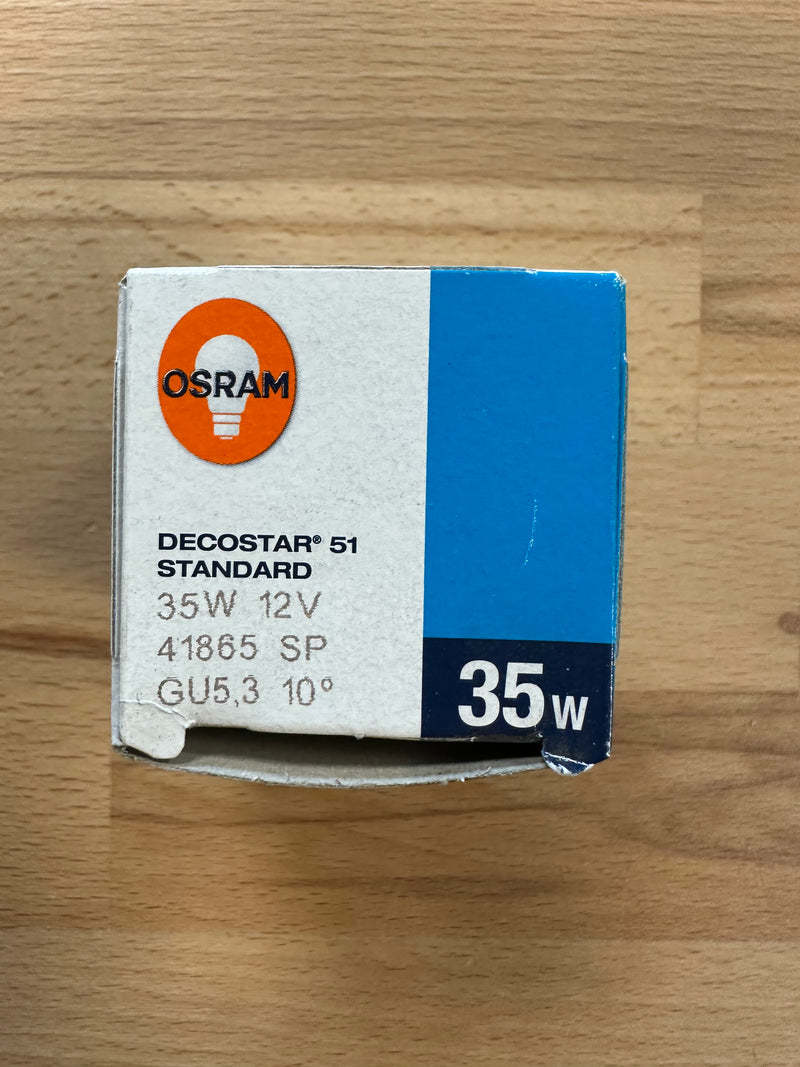 OSRAM
DECOSTAR® 51
STANDARD
35W 12V
41865 SP
GU5,3 10°
35W